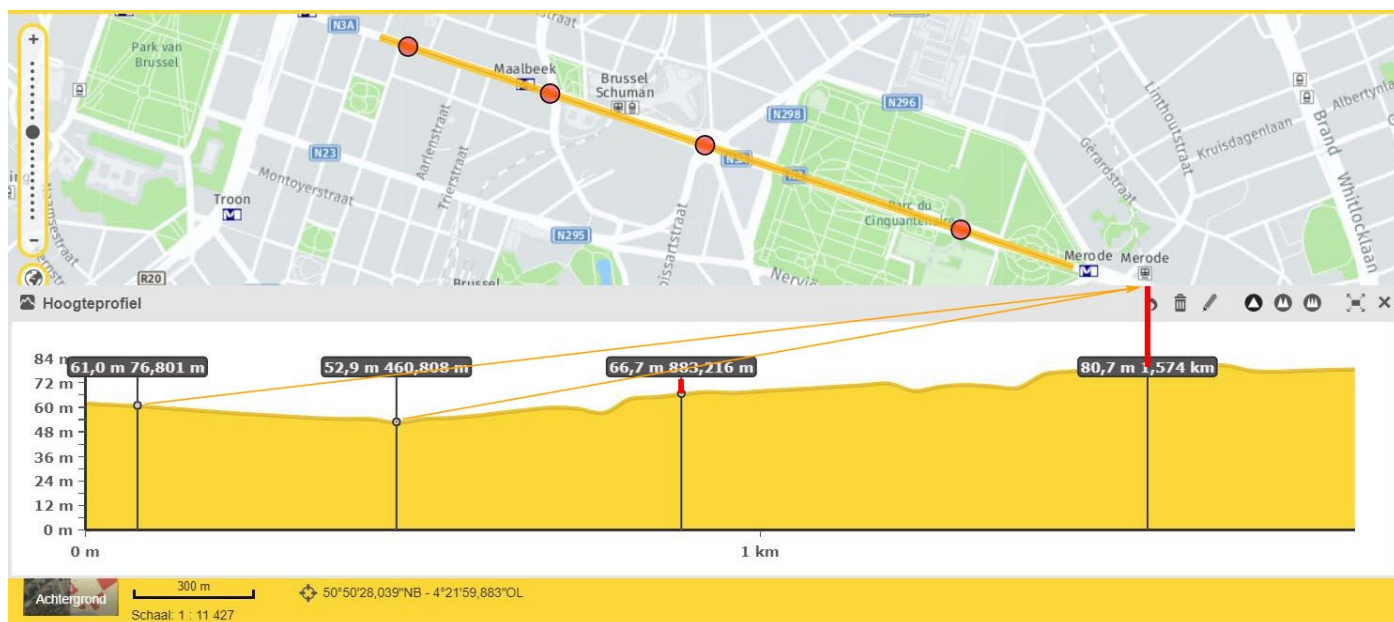 N3A
+
Park van
Brussel
Maalbeek
Brussel
Schuman
N296
N298
Linthoutstraat
Kruisdagenlaan
Brand Whitlocklaan
Gérardstraat
N23
Aarlenstraat
Trierstraat
Montoyerstraat
Troon
M
Parc du
Cinquantenaire
N295
Merode Merode
M
-
R20
Brussel
Hoogteprofiel
84 m
61,0 m 76,801 m
52,9 m 460,808 m
66,7 m 883,216 m
80,7 m 1,574 km
72 m
60 m
48 m
36 m
24 m
12 m
0 m
0 m
1 km
Achtergrond
300 m
50°50'28,039"NB - 4°21'59,883"OL
Schaal: 1 : 11 427